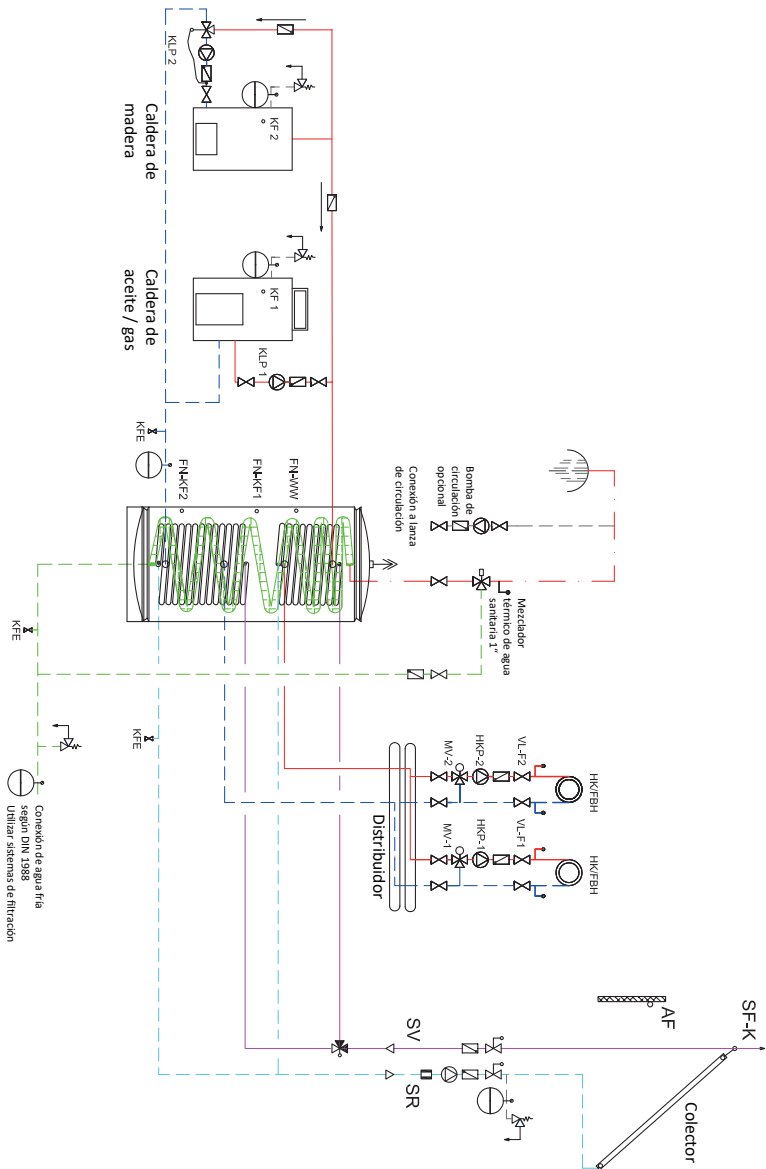 KLP 2
KF 2
Caldera de
madera
KF 1
Caldera de
aceite / gas
KLP 1
KFE
FN-KF2
FN-KF1
FN-WW
Conexión a lanza
de circulación
Bomba de
circulación
opcional
Mezclador
térmico de agua
sanitaria 1"
KFE
KFE
Conexión de agua fría
según DIN 1988
Utilizar sistemas de filtración
Distribuidor
MV-2
HKP-2
VL-F2
HK/FBH
MV-1
HKP-1
VL-F1
HK/FBH
AF
SF-K
SV
SR
Colector